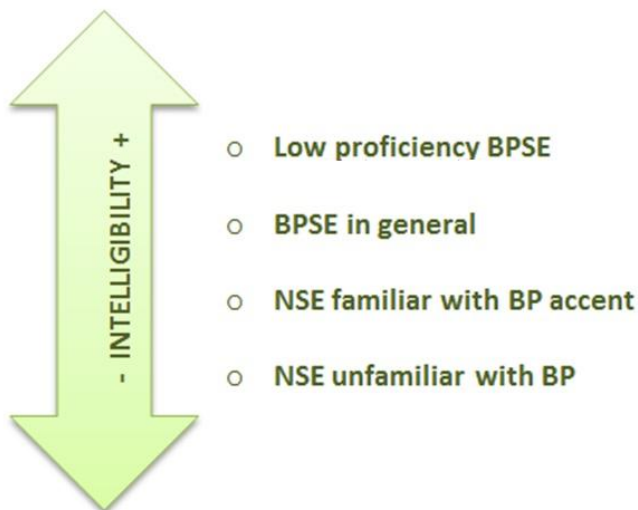 - INTELLIGIBILITY +
o Low proficiency BPSE
o BPSE in general
o NSE familiar with BP accent
o NSE unfamiliar with BP